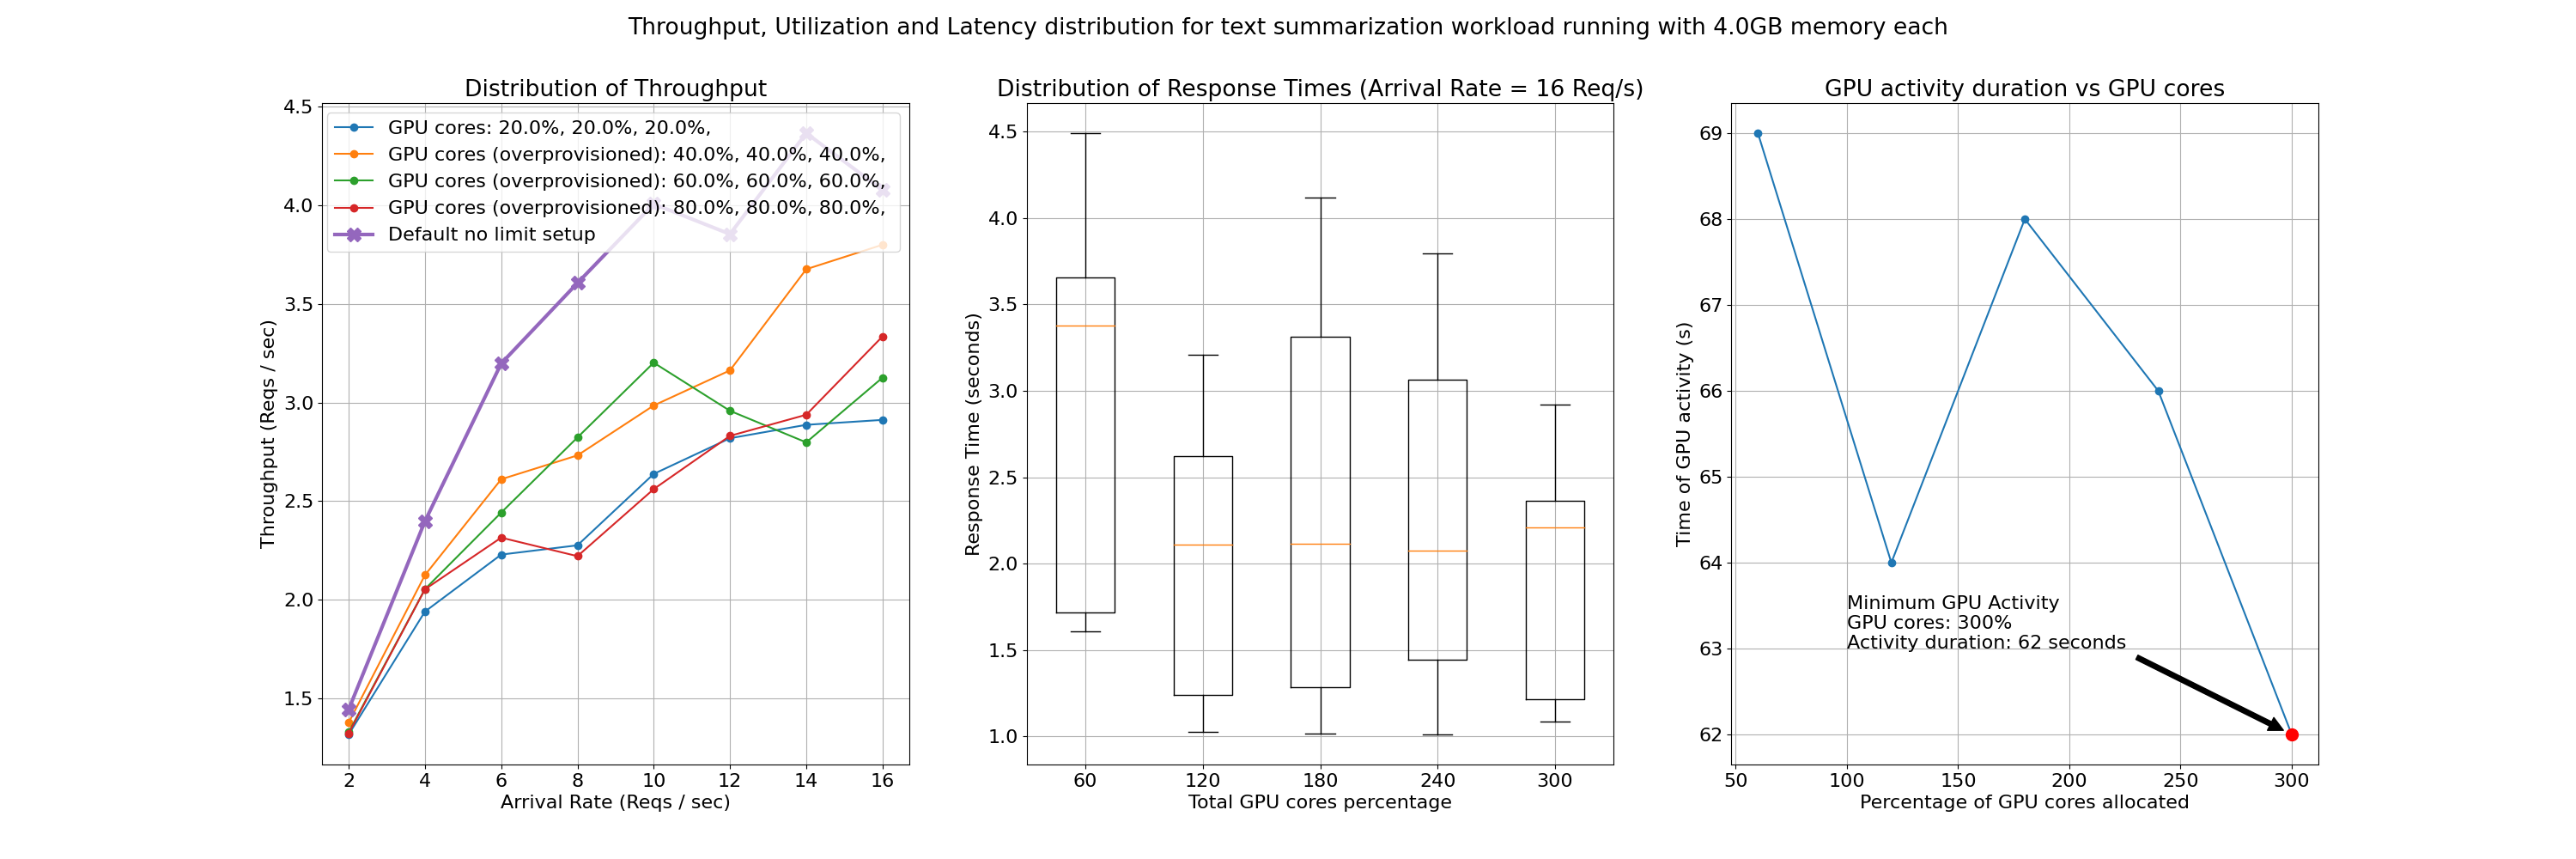 Throughput, Utilization and Latency distribution for text summarization workload running with 4.0GB memory each
Distribution of Throughput
4.5
4.0
3.5
3.0
2.5
2.0
1.5
Throughput (Reqs / sec)
GPU cores: 20.0%, 20.0%, 20.0%,
GPU cores (overprovisioned): 40.0%, 40.0%, 40.0%,
GPU cores (overprovisioned): 60.0%, 60.0%, 60.0%,
GPU cores (overprovisioned): 80.0%, 80.0%, 80.0%,
Default no limit setup
2 4 6 8 10 12 14 16
Arrival Rate (Reqs / sec)
Distribution of Response Times (Arrival Rate = 16 Req/s)
4.5
4.0
3.5
3.0
2.5
2.0
1.5
1.0
Response Time (seconds)
60 120 180 240 300
Total GPU cores percentage
GPU activity duration vs GPU cores
69
68
67
66
65
64
63
62
Time of GPU activity (s)
Minimum GPU Activity
GPU cores: 300%
Activity duration: 62 seconds
50 100 150 200 250 300
Percentage of GPU cores allocated